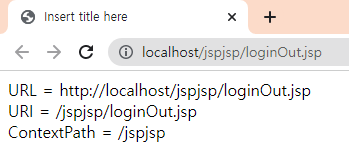 Insert title here
localhost/jspjsp/loginOut.jsp
URL = http://localhost/jspjsp/loginOut.jsp
URI = /jspjsp/loginOut.jsp
ContextPath = /jspjsp